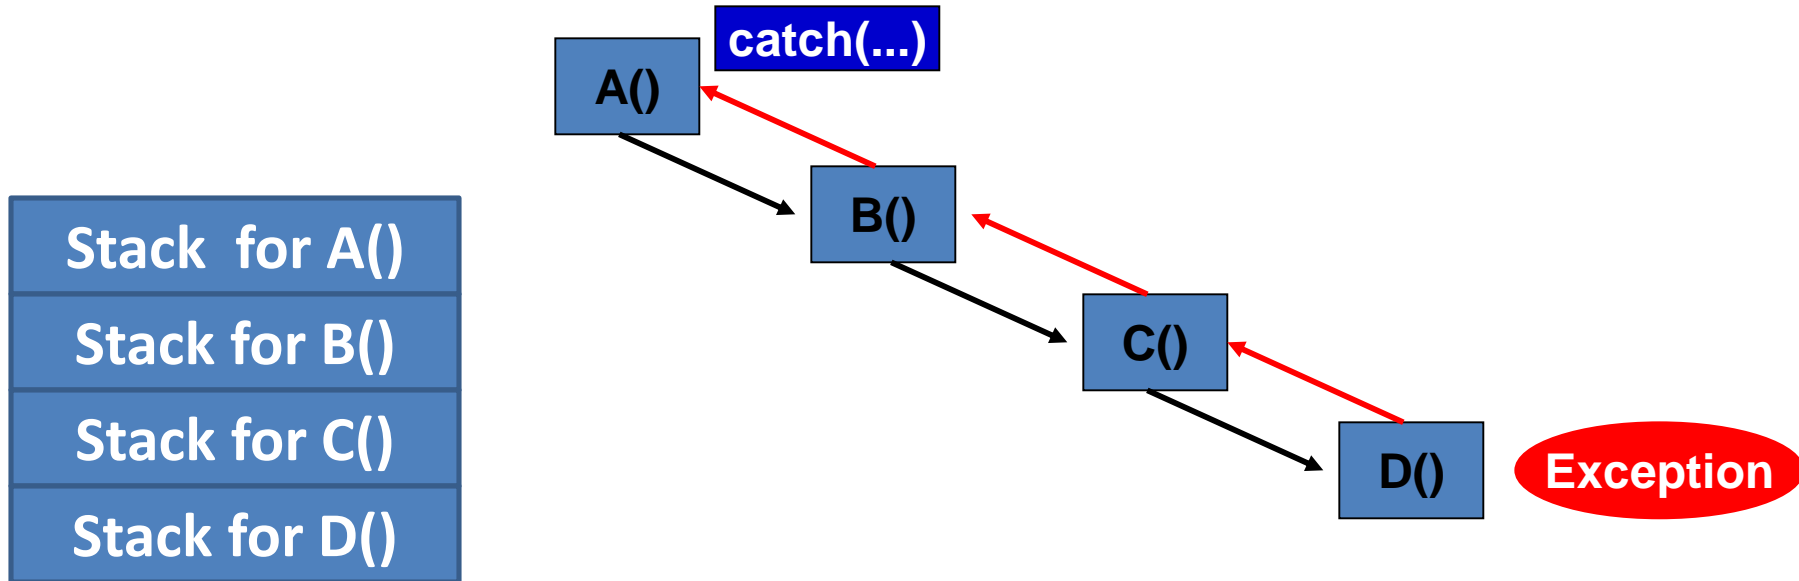 catch(...)
A()
B()
Stack  for A()
Stack for B()
C()
Stack for C()
D()
Exception
Stack for D()